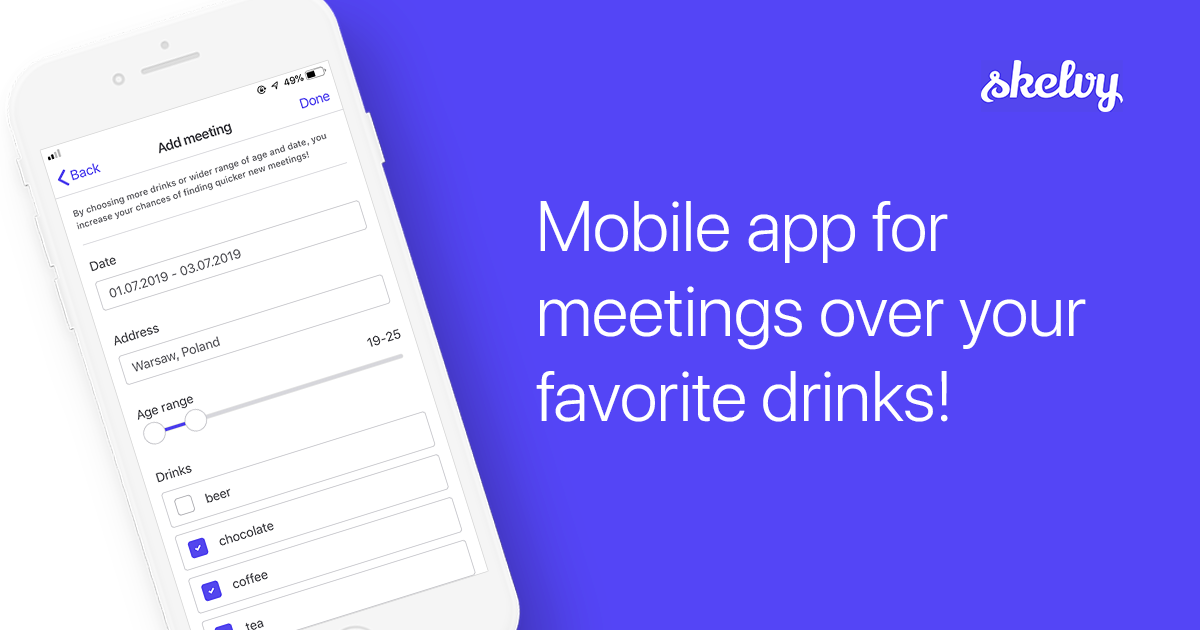 49%
Back
Add meeting
Done
By choosing more drinks or wider range of age and date, you
increase your chances of finding quicker new meetings!
Date
01.07.2019 - 03.07.2019
Address
Warsaw, Poland
Age range
19-25
Drinks
beer
chocolate
coffee
tea
skelvy
Mobile app for
meetings over your
favorite drinks!